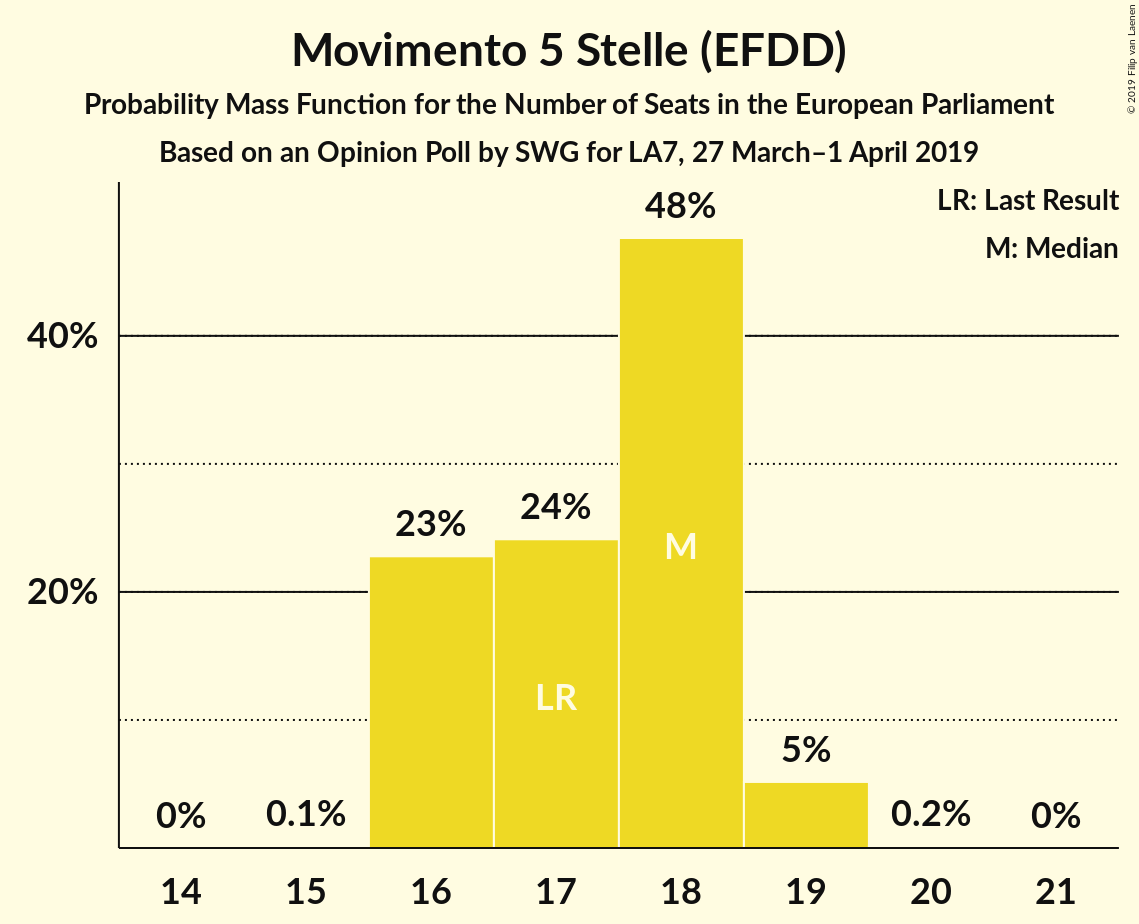 Movimento 5 Stelle (EFDD)
Probability Mass Function for the Number of Seats in the European Parliament
Based on an Opinion Poll by SWG for LA7, 27 March–1 April 2019
© 2019 Filip van Laenen
LR: Last Result
M: Median
48%
40%
24%
23%
M
20%
LR
5%
0%
0.1%
0.2%
0%
14 15 16 17 18 19 20 21